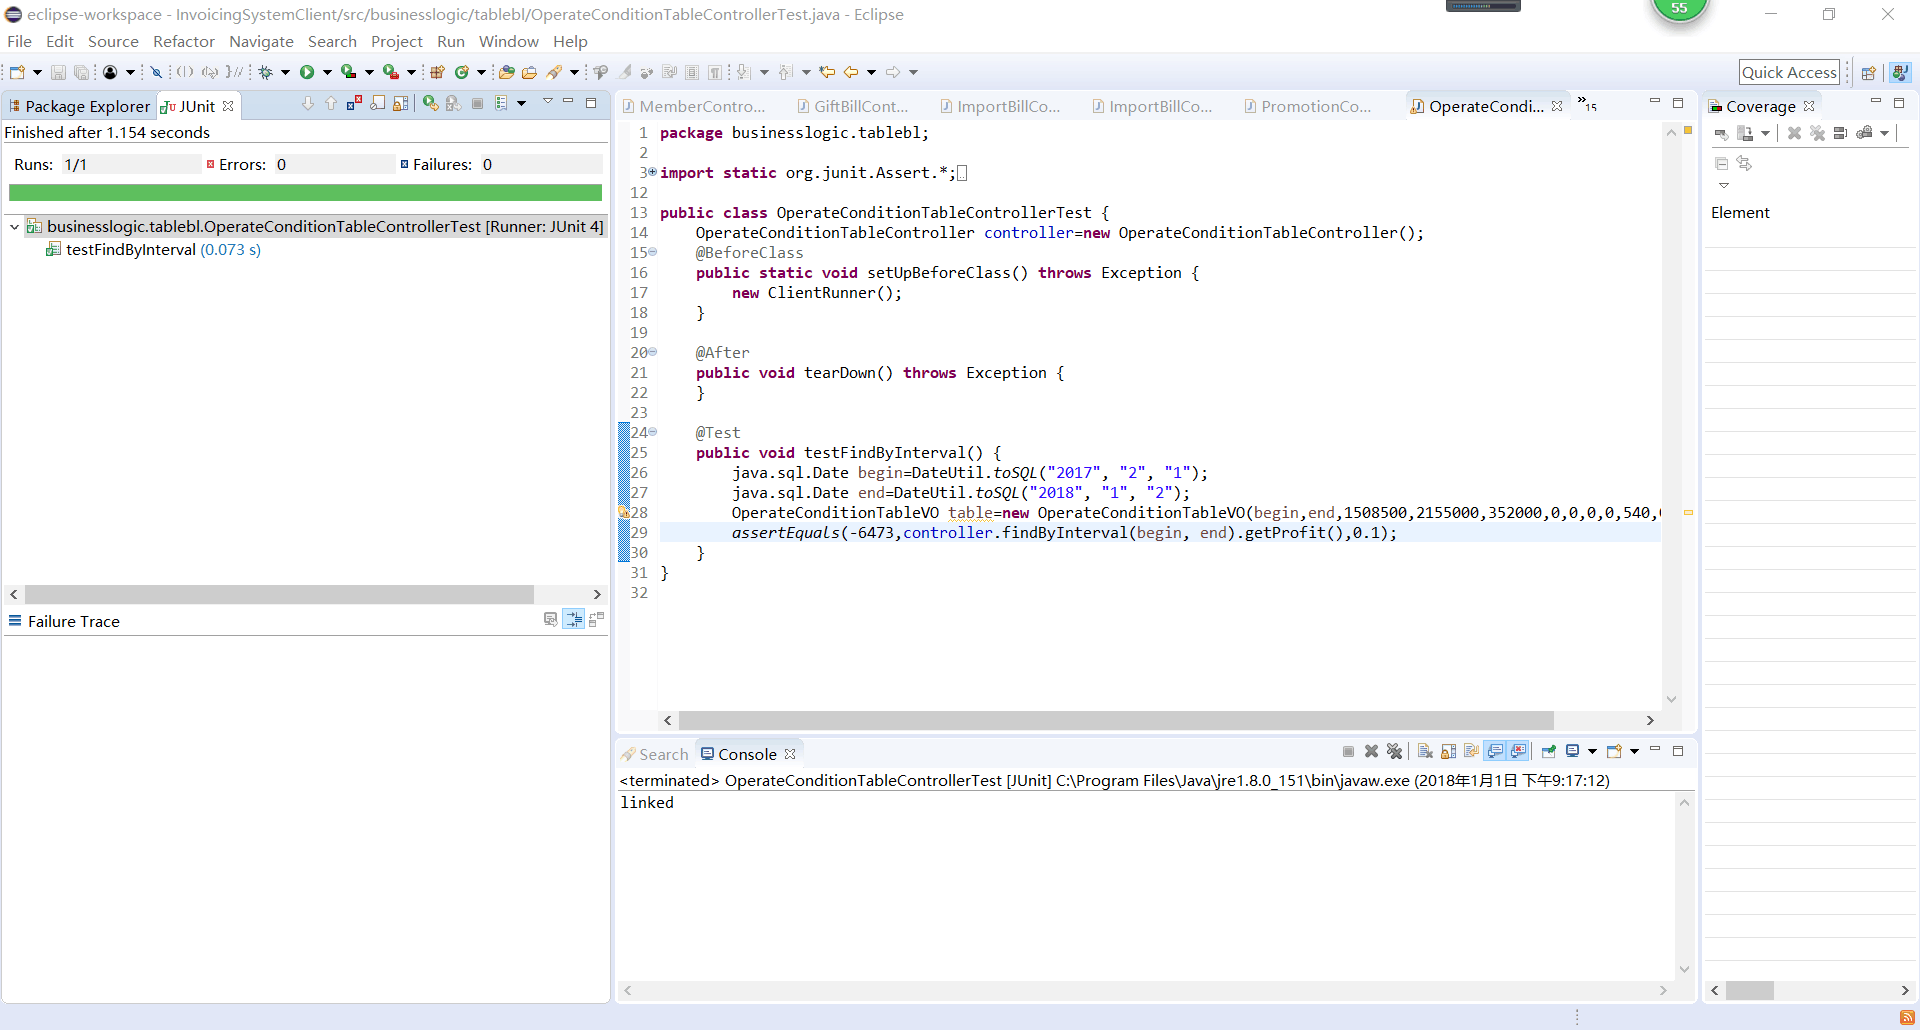 eclipse-workspace - InvoicingSystemClient/src/businesslogic/tablebl/OperateConditionTableControllerTest.java - Eclipse
55
File Edit Source Refactor Navigate Search Project Run Window Help
Quick Access
Package Explorer JUnit
MemberContro... GiftBillCont... ImportBillCo... ImportBillCo... PromotionCo... OperateCondi... »15
Coverage
Finished after 1.154 seconds
Runs: 1/1 Errors: 0 Failures: 0
businesslogic.tablebl.OperateConditionTableControllerTest [Runner: JUnit 4]
testFindByInterval (0.073 s)
Failure Trace
1 package businesslogic.tablebl;
2
3 import static org.junit.Assert.*;
12
13 public class OperateConditionTableControllerTest {
14 OperateConditionTableController controller=new OperateConditionTableController();
15 @BeforeClass
16 public static void setUpBeforeClass() throws Exception {
17 new ClientRunner();
18 }
19
20 @After
21 public void tearDown() throws Exception {
22 }
23
24 @Test
25 public void testFindByInterval() {
26 java.sql.Date begin=DateUtil.toSQL("2017", "2", "1");
27 java.sql.Date end=DateUtil.toSQL("2018", "1", "2");
28 OperateConditionTableVO table=new OperateConditionTableVO(begin,end,1508500,2155000,352000,0,0,0,0,540,
29 assertEquals(-6473,controller.findByInterval(begin, end).getProfit(),0.1);
30 }
31 }
32
Element
Search Console
<terminated> OperateConditionTableControllerTest [JUnit] C:\Program Files\Java\jre1.8.0_151\bin\javaw.exe (2018年1月1日 下午9:17:12)
linked